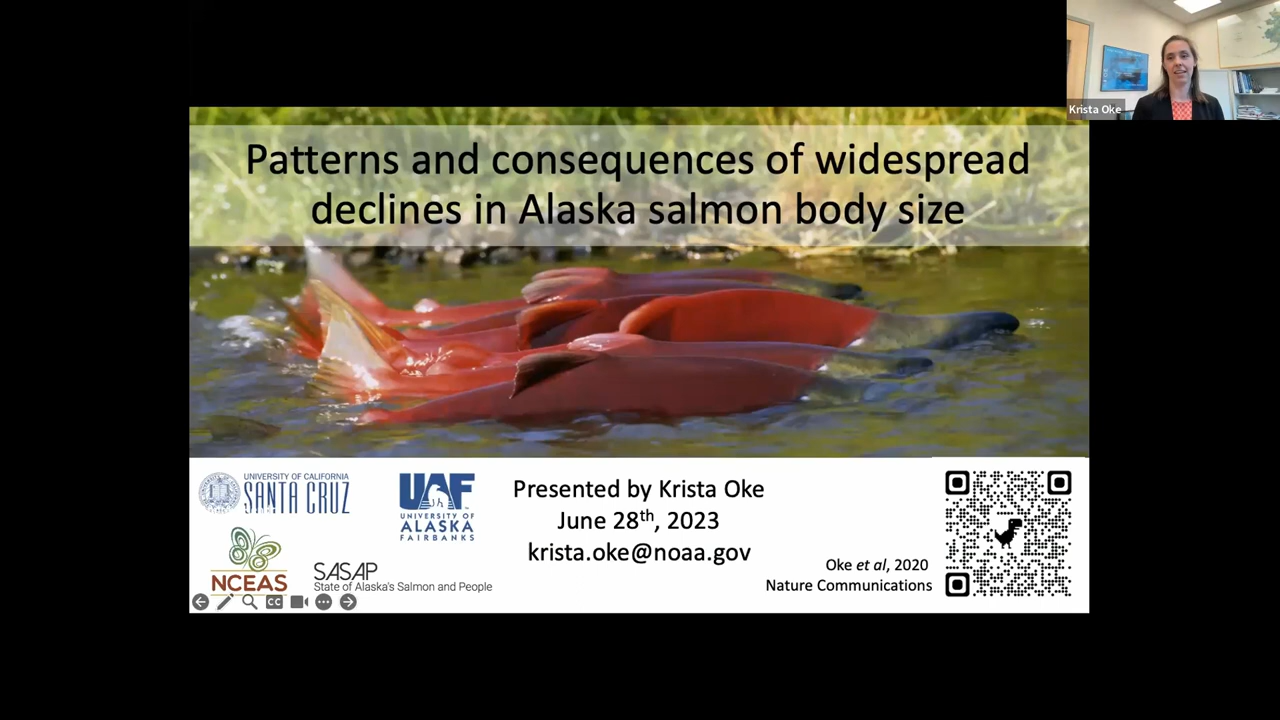 Krista Oke
Patterns and consequences of widespread
declines in Alaska salmon body size
UNIVERSITY OF CALIFORNIA
SANTA CRUZ
UAF
UNIVERSITY OF
ALASKA
FAIRBANKS
NCEAS
SASAP
State of Alaska's Salmon and People
Presented by Krista Oke
June 28th, 2023
krista.oke@noaa.gov
Oke et al, 2020
Nature Communications
CC